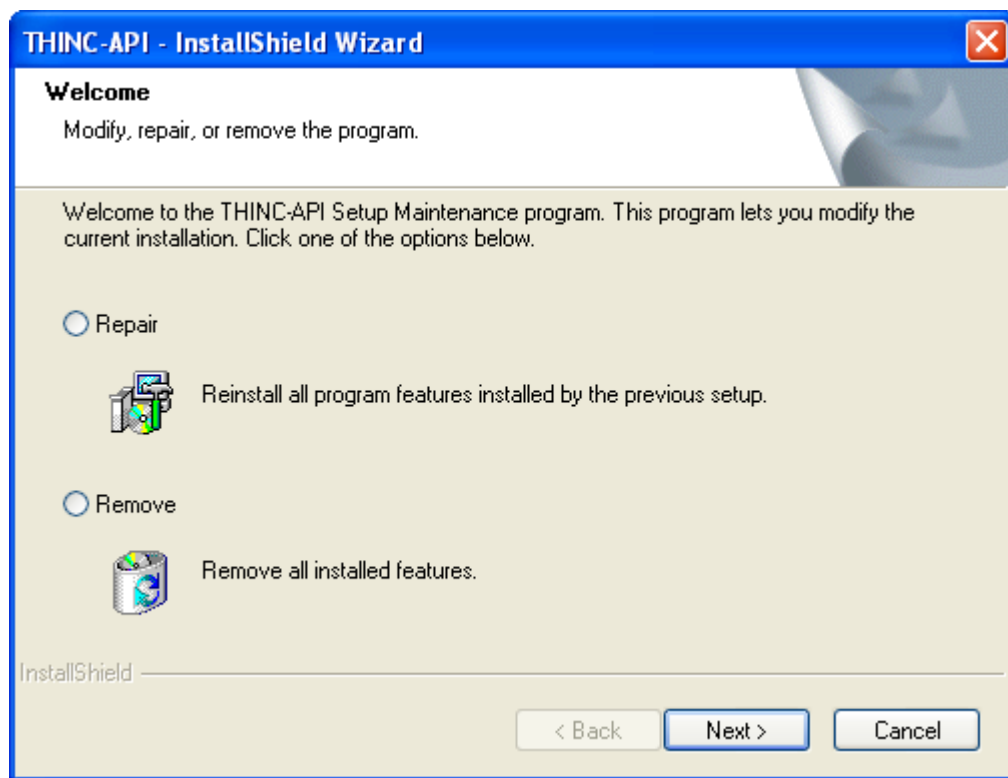 THINC-API - InstallShield Wizard
Welcome
Modify, repair, or remove the program.
Welcome to the THINC-API Setup Maintenance program. This program lets you modify the
current installation. Click one of the options below.
Repair
Reinstall all program features installed by the previous setup.
Remove
Remove all installed features.
InstallShield
< Back
Next >
Cancel